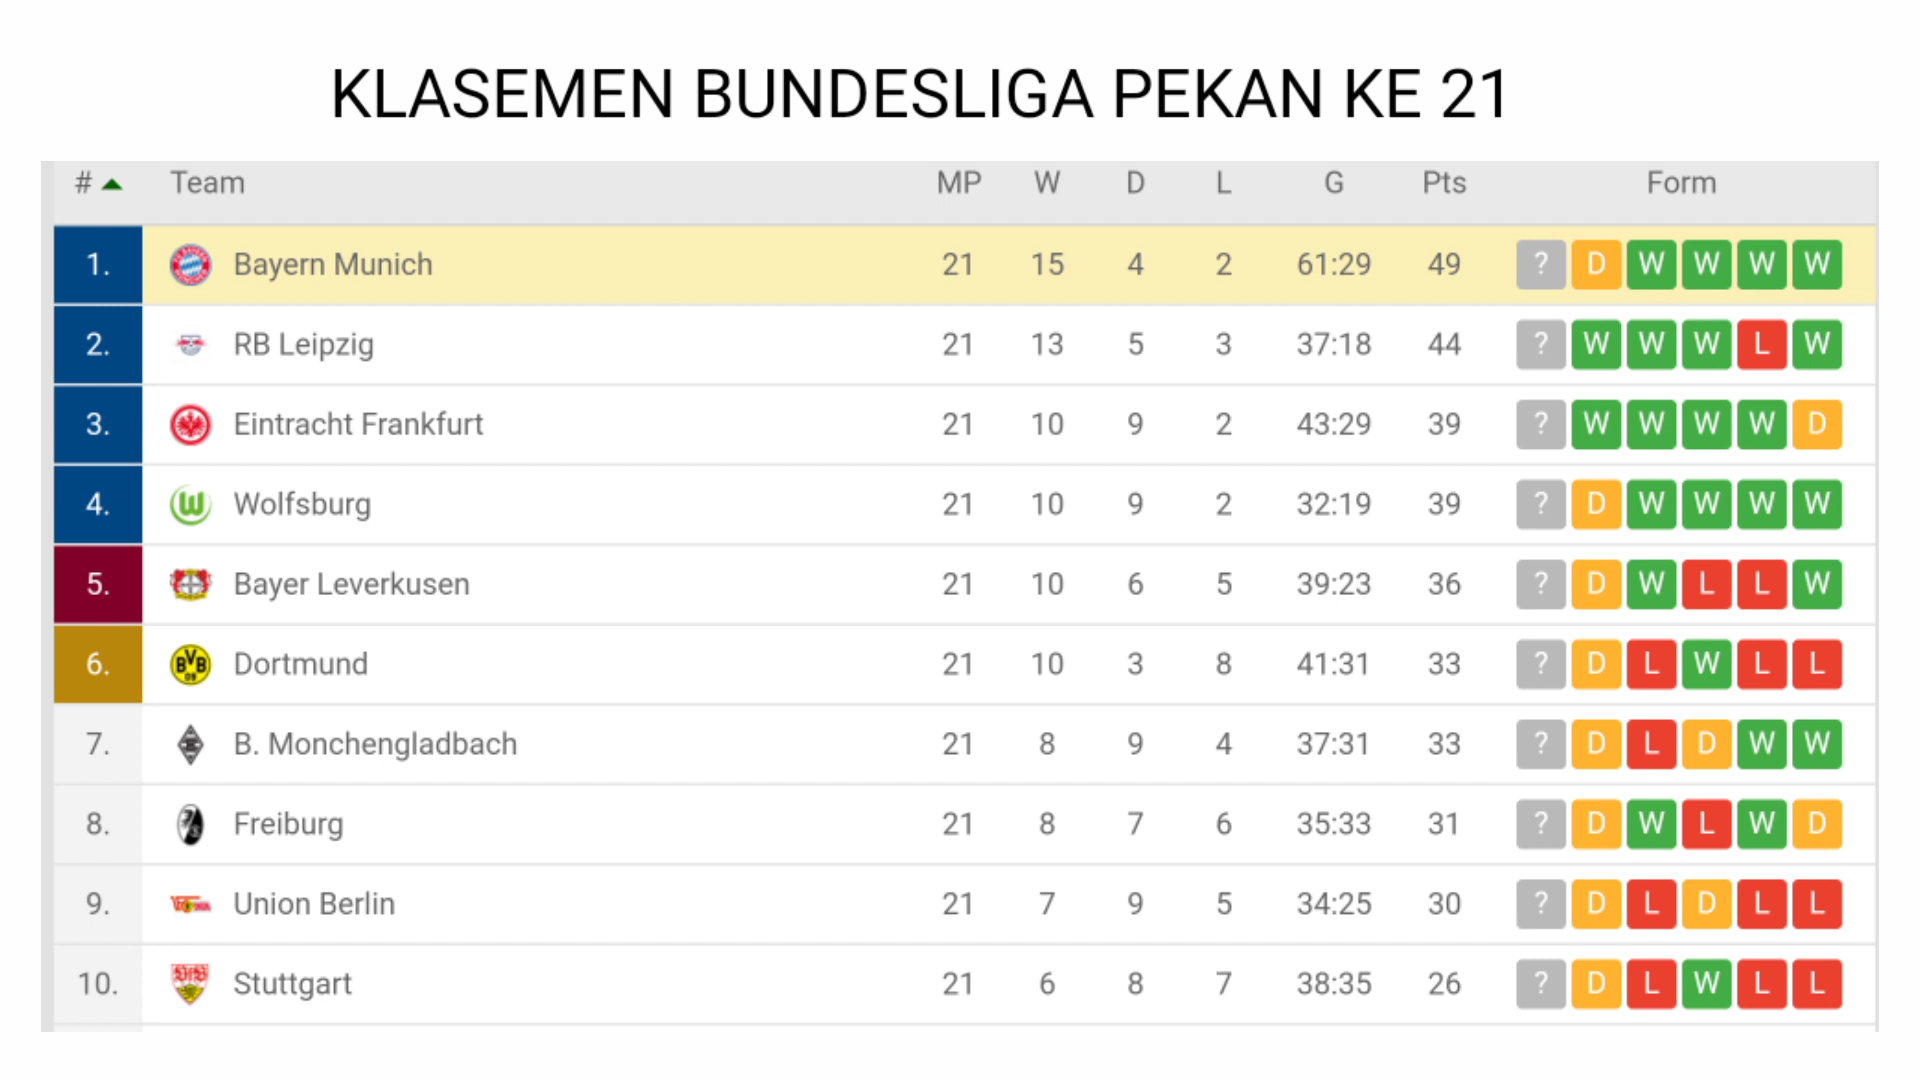 KLASEMEN BUNDESLIGA PEKAN KE 21
# Team MP W D L G Pts Form
1. Bayern Munich 21 15 4 2 61:29 49 ? D W W W W
2. RB Leipzig 21 13 5 3 37:18 44 ? W W W L W
3. Eintracht Frankfurt 21 10 9 2 43:29 39 ? W W W W D
4. Wolfsburg 21 10 9 2 32:19 39 ? D W W W W
5. Bayer Leverkusen 21 10 6 5 39:23 36 ? D W L L W
6. BVB 09 Dortmund 21 10 3 8 41:31 33 ? D L W L L
7. B. Monchengladbach 21 8 9 4 37:31 33 ? D L D W W
8. Freiburg 21 8 7 6 35:33 31 ? D W L W D
9. Union Berlin 21 7 9 5 34:25 30 ? D L D L L
10. Stuttgart 21 6 8 7 38:35 26 ? D L W L L